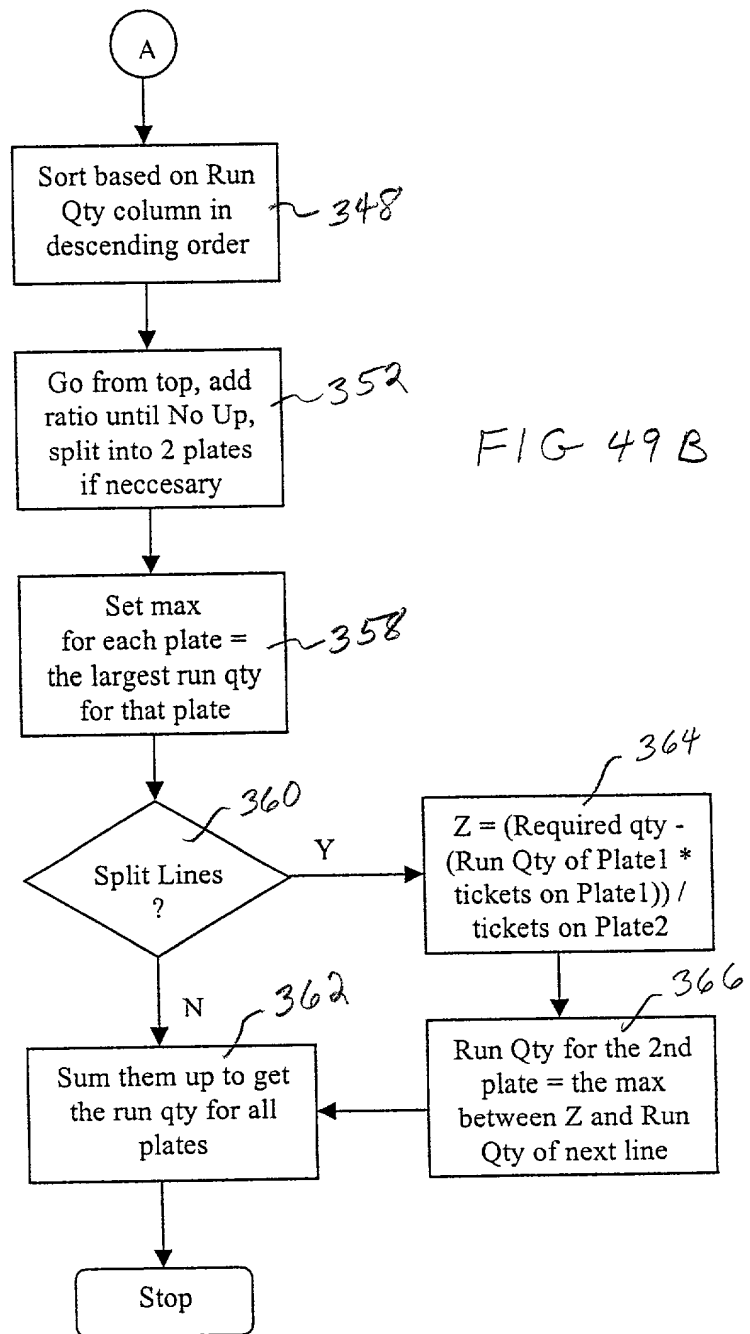 A
Sort based on Run
Qty column in
descending order
348
Go from top, add
ratio until No Up,
split into 2 plates
if neccesary
352
FIG 49B
Set max
for each plate =
the largest run qty
for that plate
358
360
Split Lines
?
Y
N
364
Z = (Required qty -
(Run Qty of Plate1 *
tickets on Plate1)) /
tickets on Plate2
366
Run Qty for the 2nd
plate = the max
between Z and Run
Qty of next line
362
Sum them up to get
the run qty for all
plates
Stop